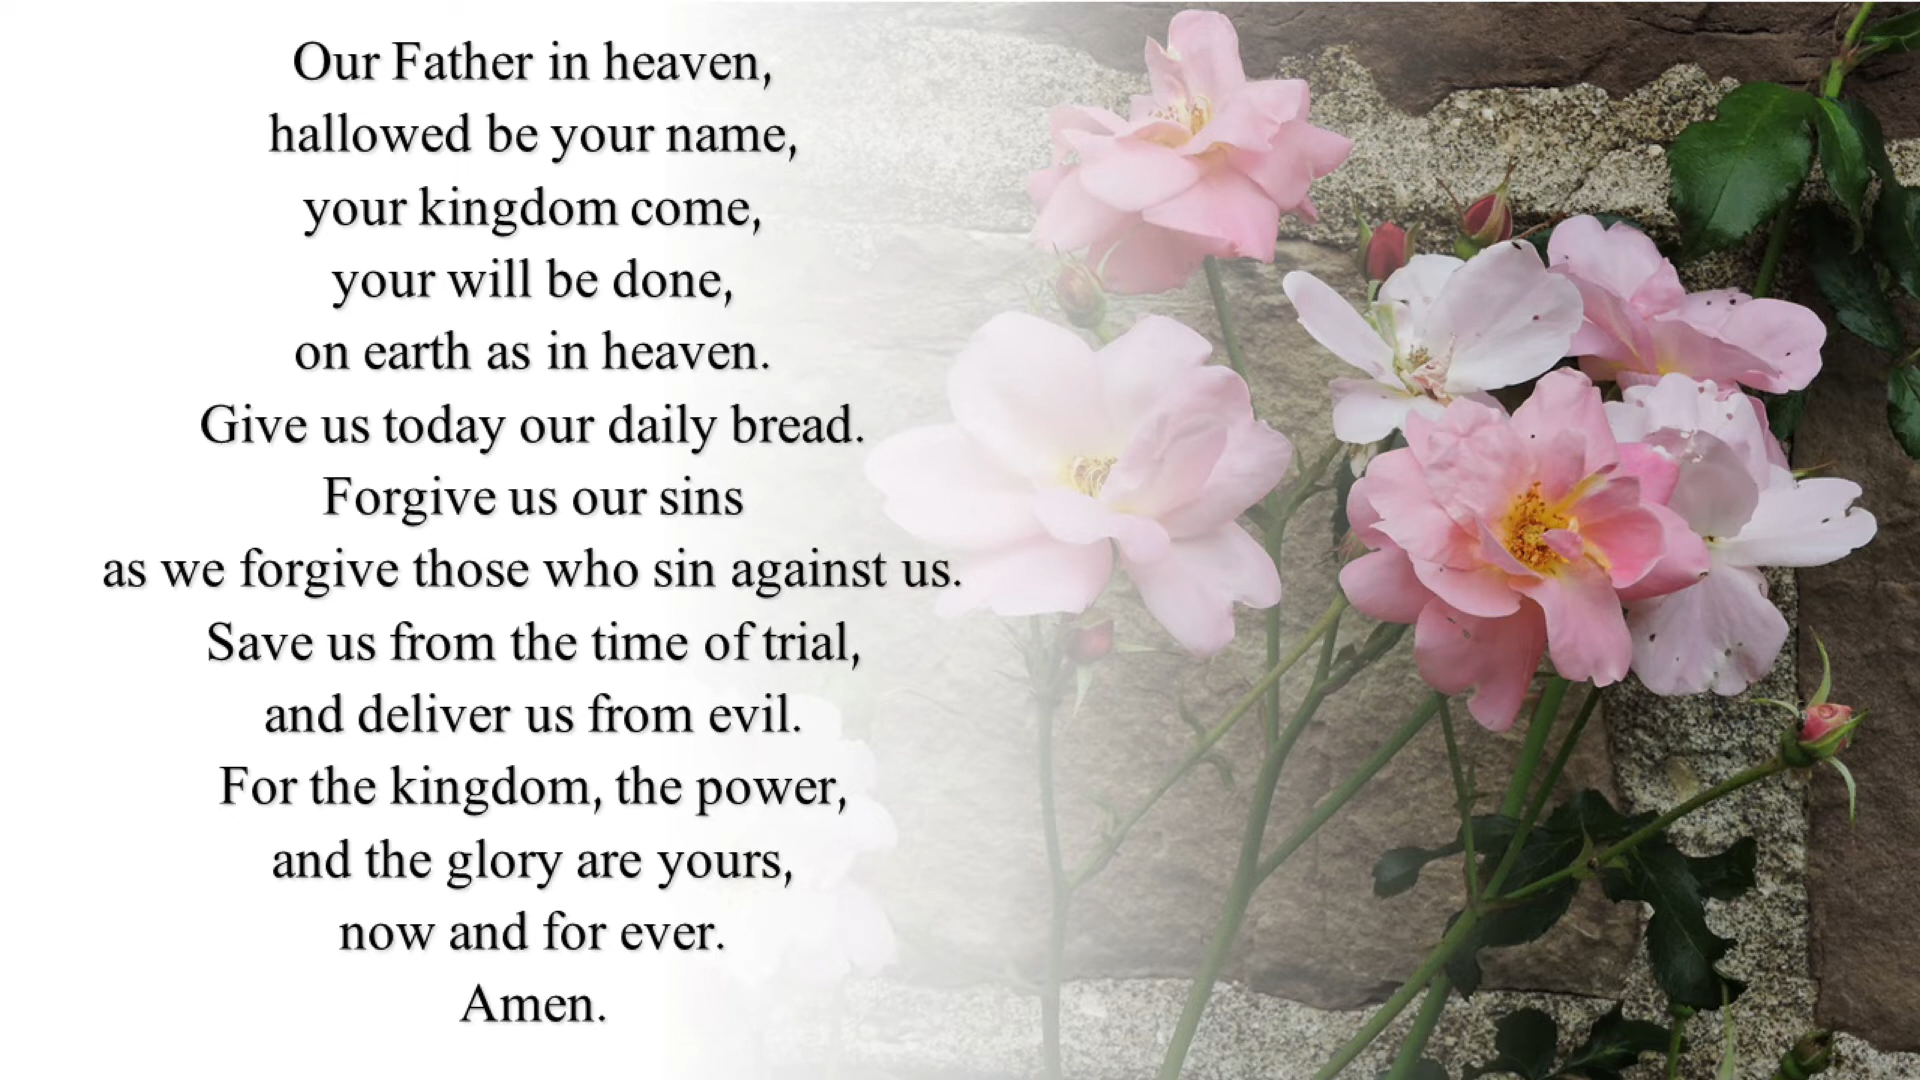 Our Father in heaven,
hallowed be your name,
your kingdom come,
your will be done,
on earth as in heaven.
Give us today our daily bread.
Forgive us our sins
as we forgive those who sin against us.
Save us from the time of trial,
and deliver us from evil.
For the kingdom, the power,
and the glory are yours,
now and for ever.
Amen.